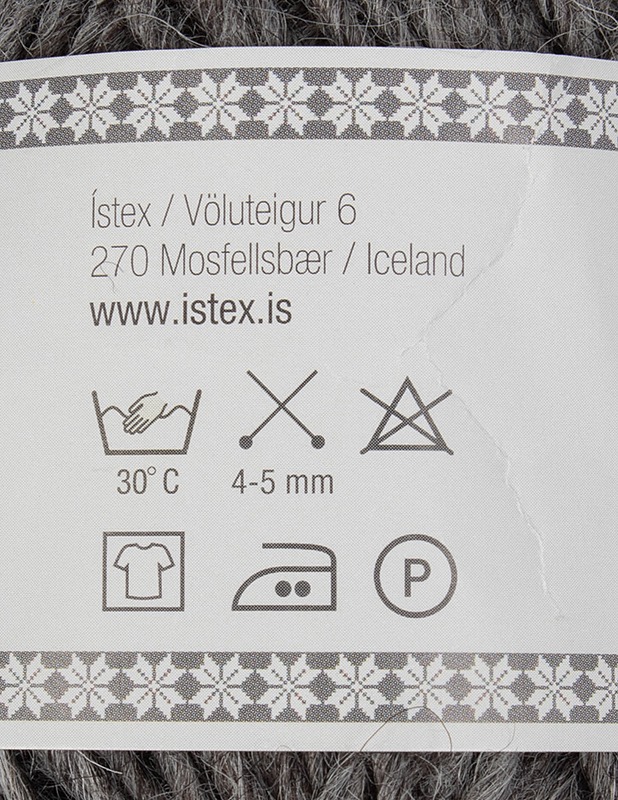 Ístex / Völuteigur 6
270 Mosfellsbær / Iceland
www.istex.is
30° C 4-5 mm
P